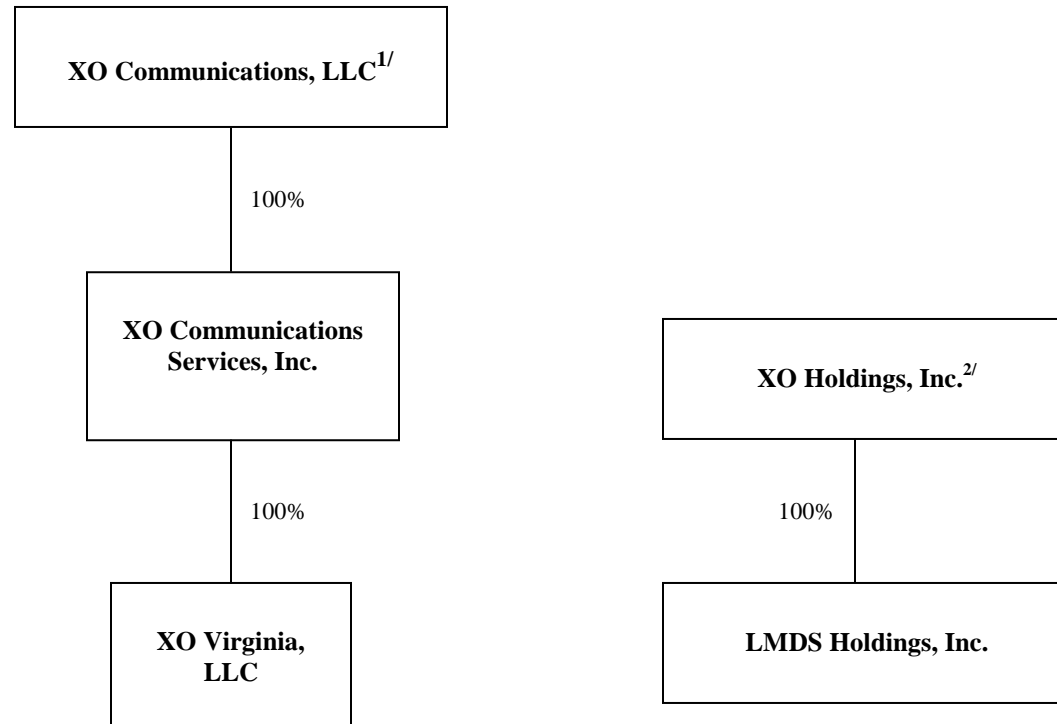 XO Communications, LLC1/
100%
XO Communications
Services, Inc.
100%
XO Virginia,
LLC
XO Holdings, Inc.2/
100%
LMDS Holdings, Inc.